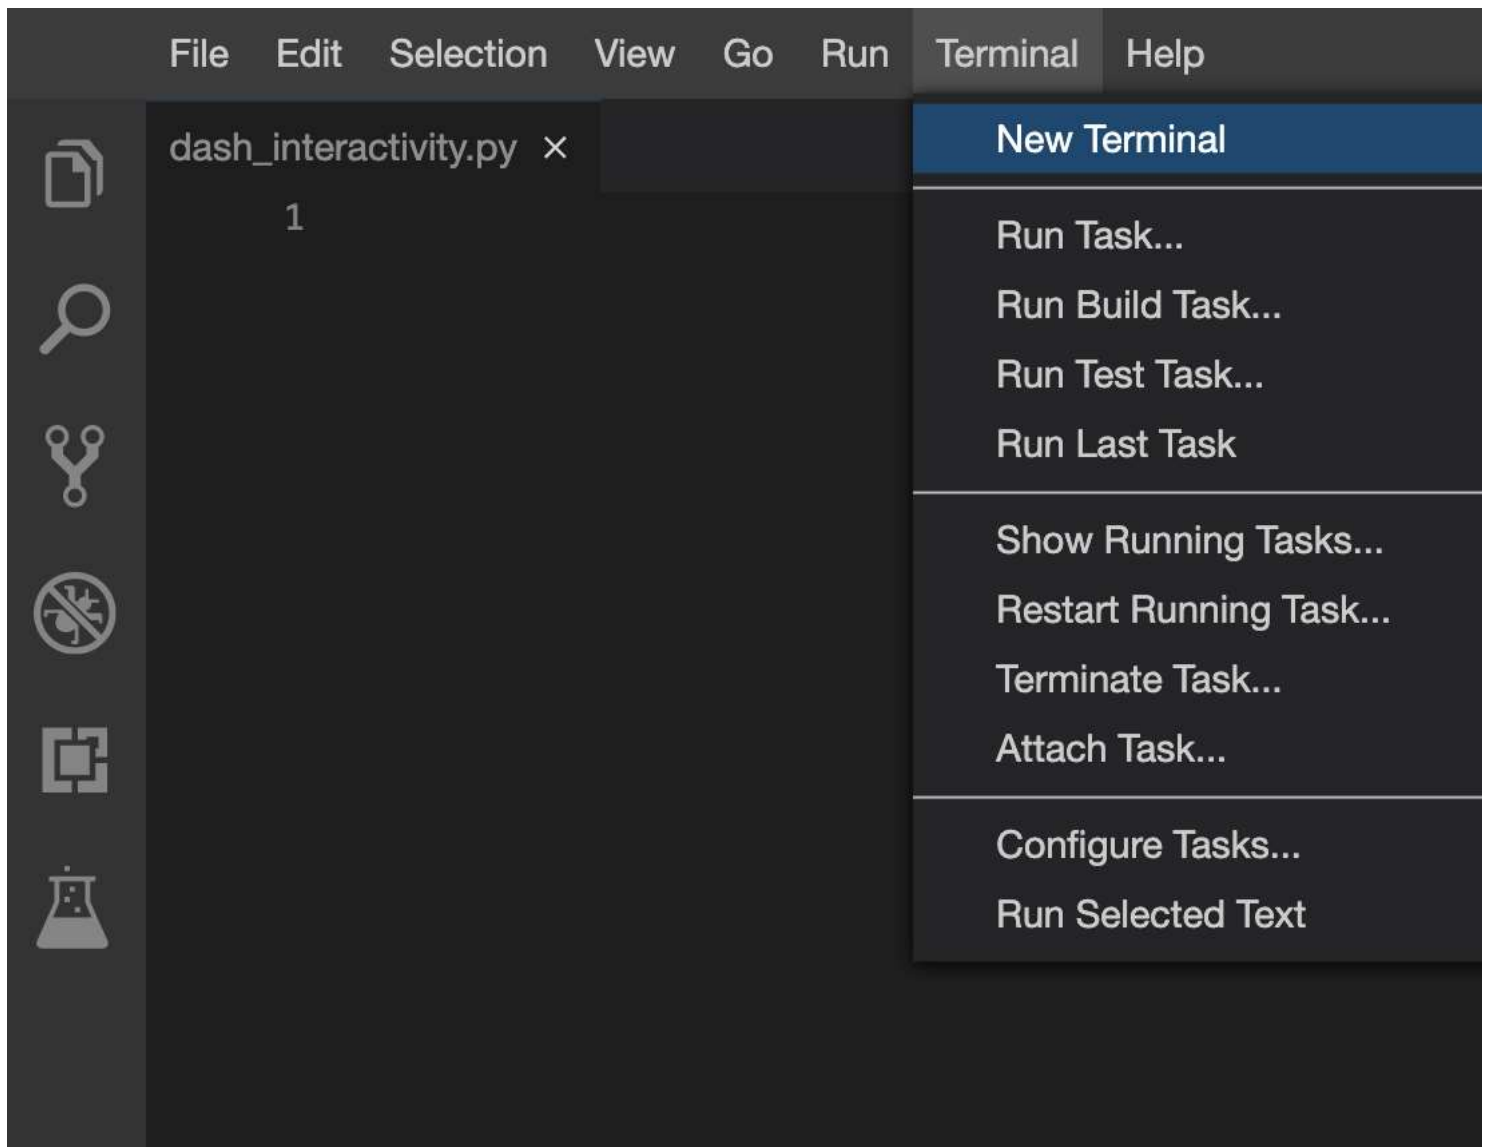 File Edit Selection View Go Run Terminal Help
dash_interactivity.py ×
1
New Terminal
Run Task...
Run Build Task...
Run Test Task...
Run Last Task
Show Running Tasks...
Restart Running Task...
Terminate Task...
Attach Task...
Configure Tasks...
Run Selected Text